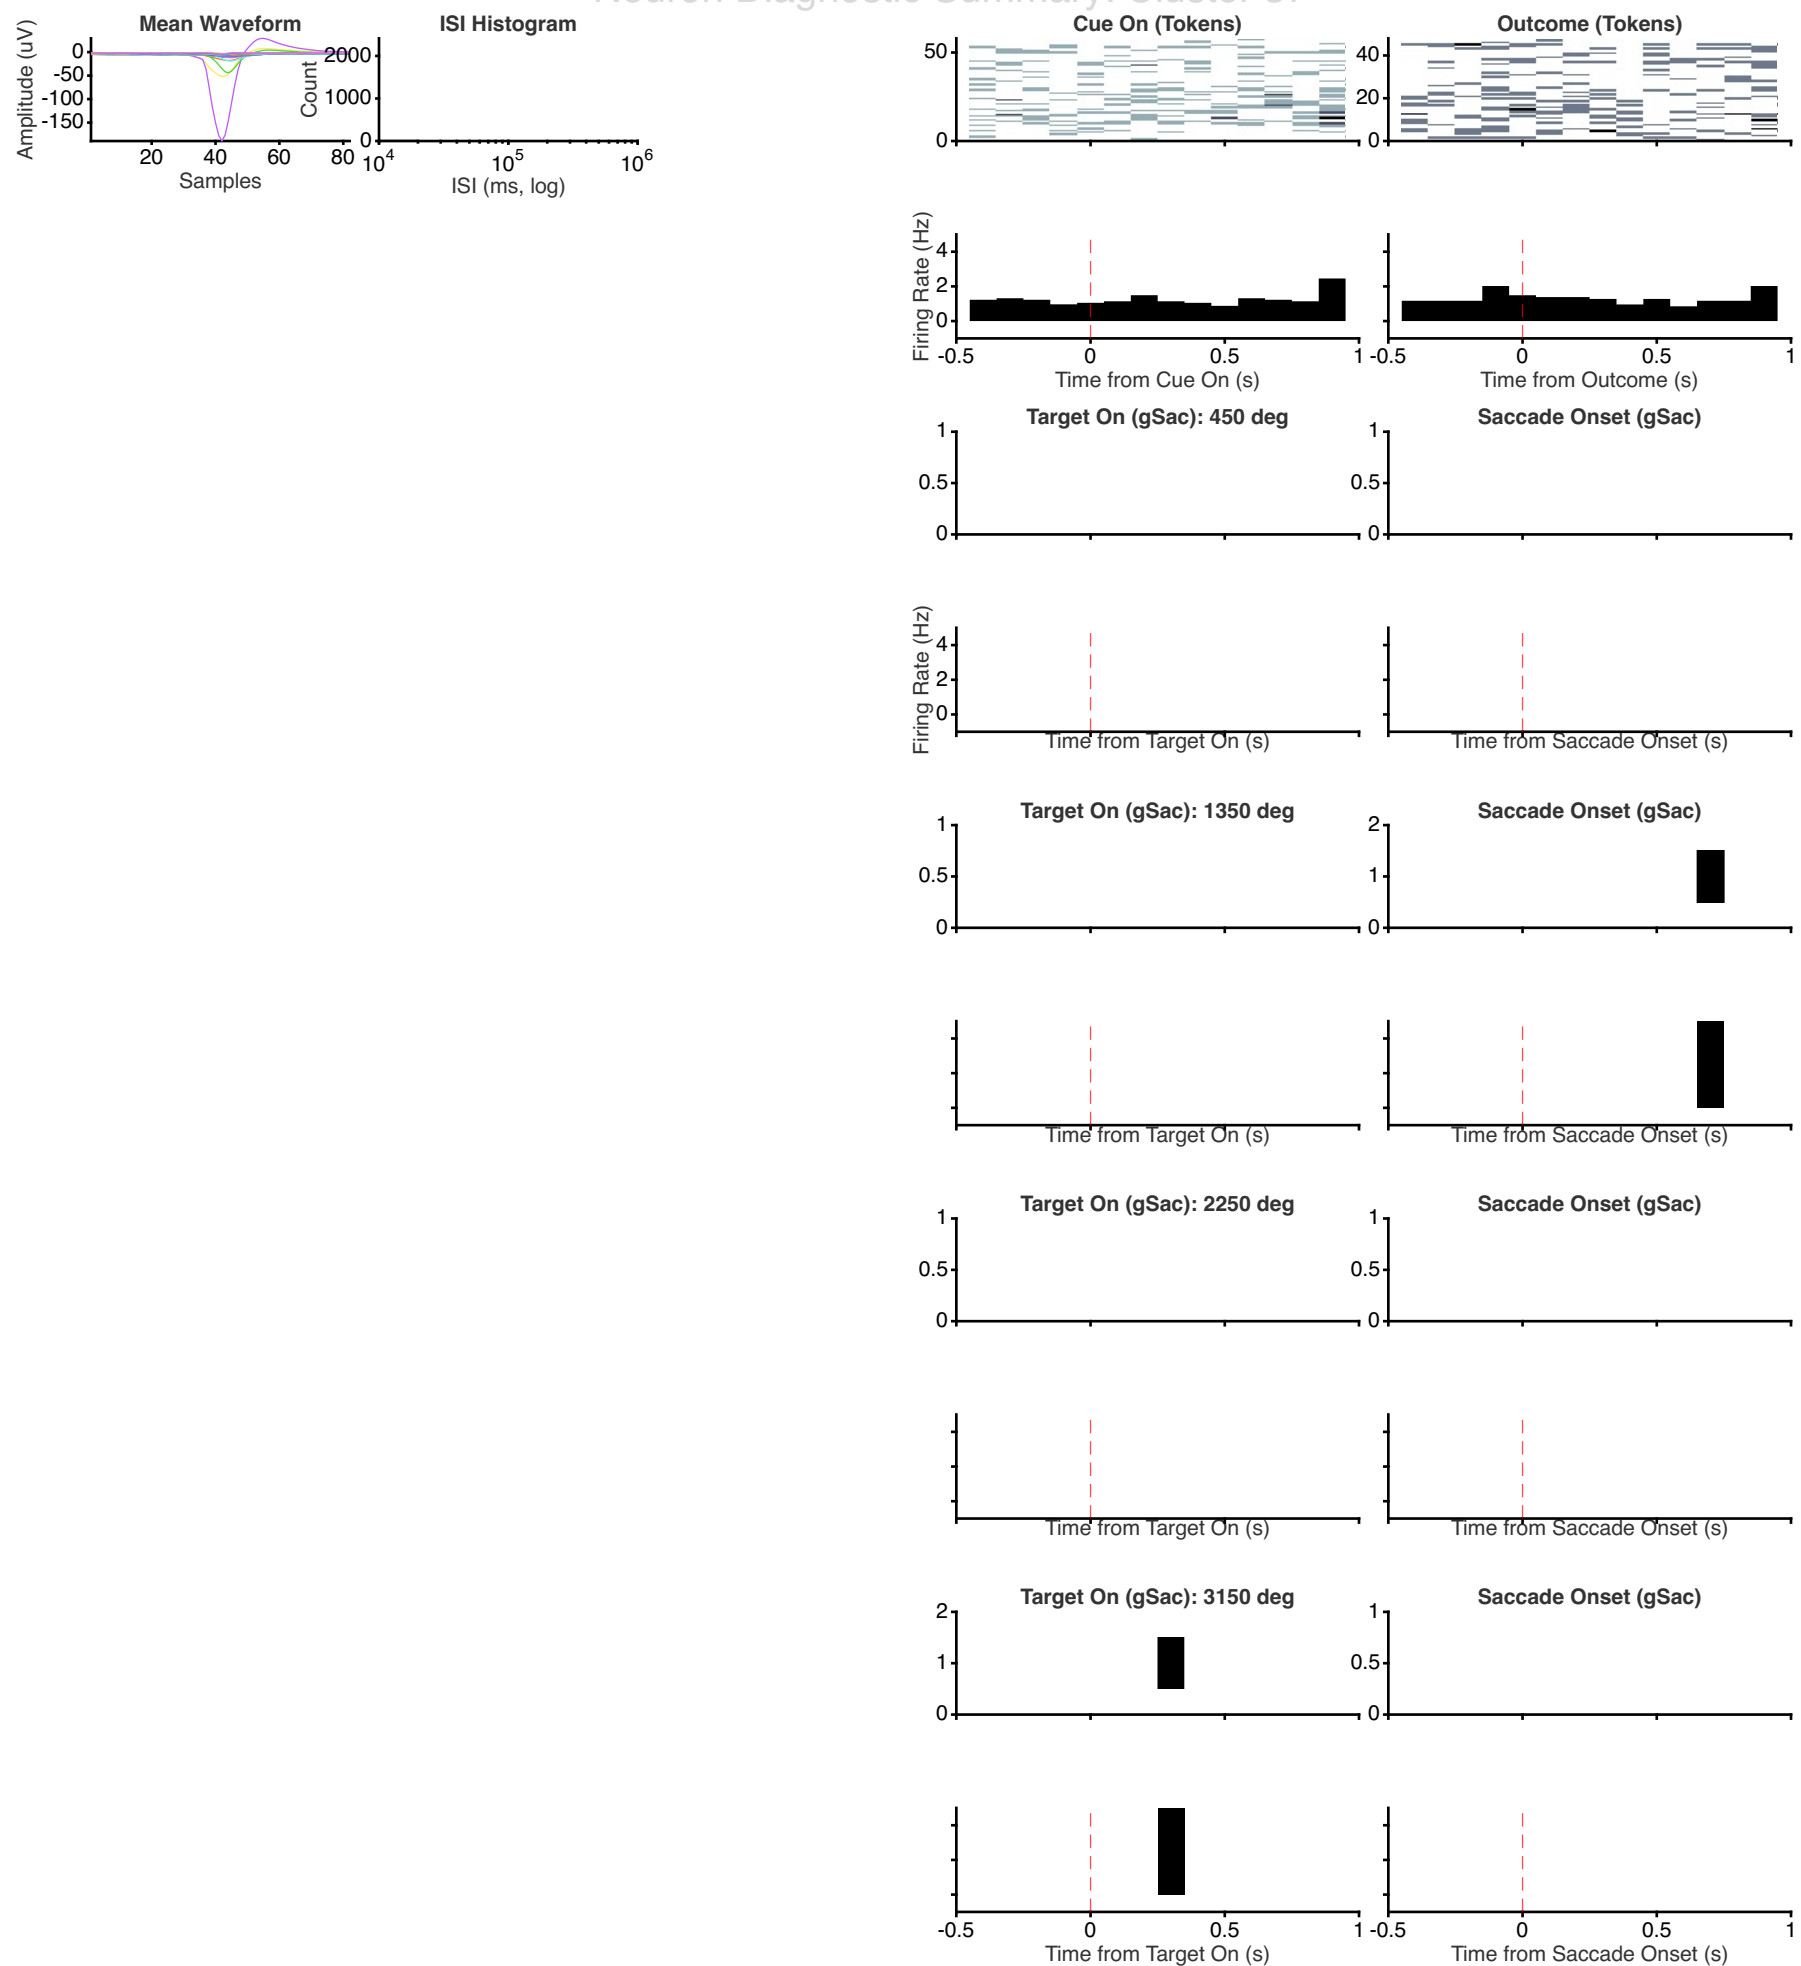 Mean Waveform
Amplitude (uV)
0
-50
-100
-150
20 40 60 80
Samples
ISI Histogram
Count
2000
1000
0
10^4 10^5 10^6
ISI (ms, log)
Cue On (Tokens)
50
0
Outcome (Tokens)
40
20
0
Firing Rate (Hz)
4
2
0
-0.5 0 0.5 1
Time from Cue On (s)
-0.5 0 0.5 1
Time from Outcome (s)
Target On (gSac): 450 deg
1
0.5
0
Saccade Onset (gSac)
1
0.5
0
Firing Rate (Hz)
4
2
0
Time from Target On (s)
Time from Saccade Onset (s)
Target On (gSac): 1350 deg
1
0.5
0
Saccade Onset (gSac)
2
1
0
Time from Target On (s)
Time from Saccade Onset (s)
Target On (gSac): 2250 deg
1
0.5
0
Saccade Onset (gSac)
1
0.5
0
Time from Target On (s)
Time from Saccade Onset (s)
Target On (gSac): 3150 deg
2
1
0
Saccade Onset (gSac)
1
0.5
0
-0.5 0 0.5 1
Time from Target On (s)
-0.5 0 0.5 1
Time from Saccade Onset (s)